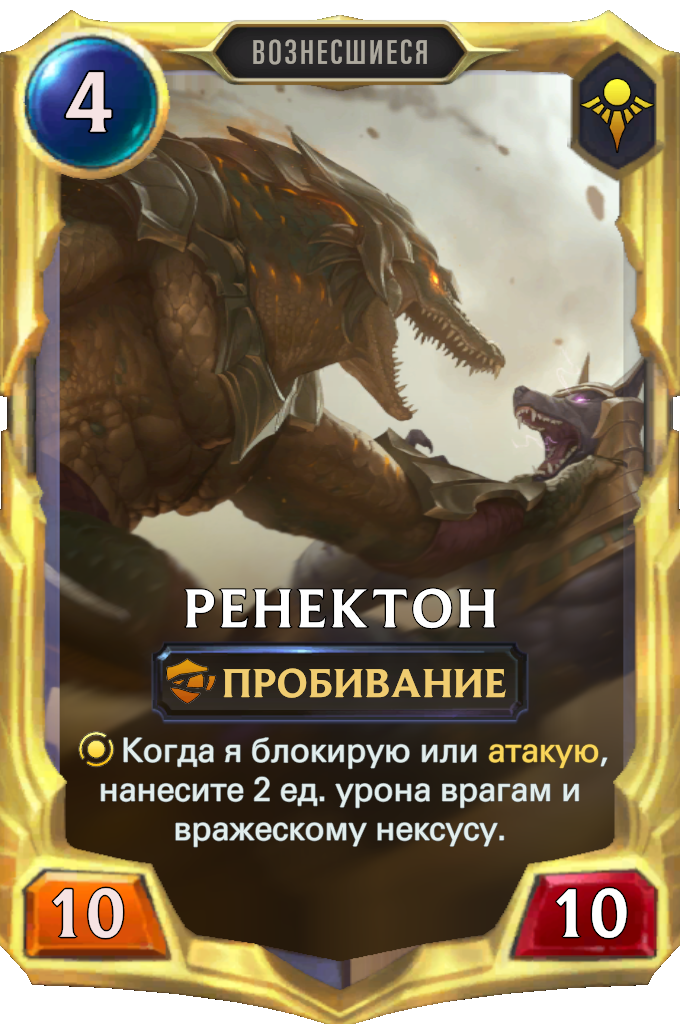 ВОЗНЕСШИЕСЯ
4
РЕНЕКТОН
ПРОБИВАНИЕ
Когда я блокирую или атакую,
нанесите 2 ед. урона врагам и
вражескому нексусу.
10 10